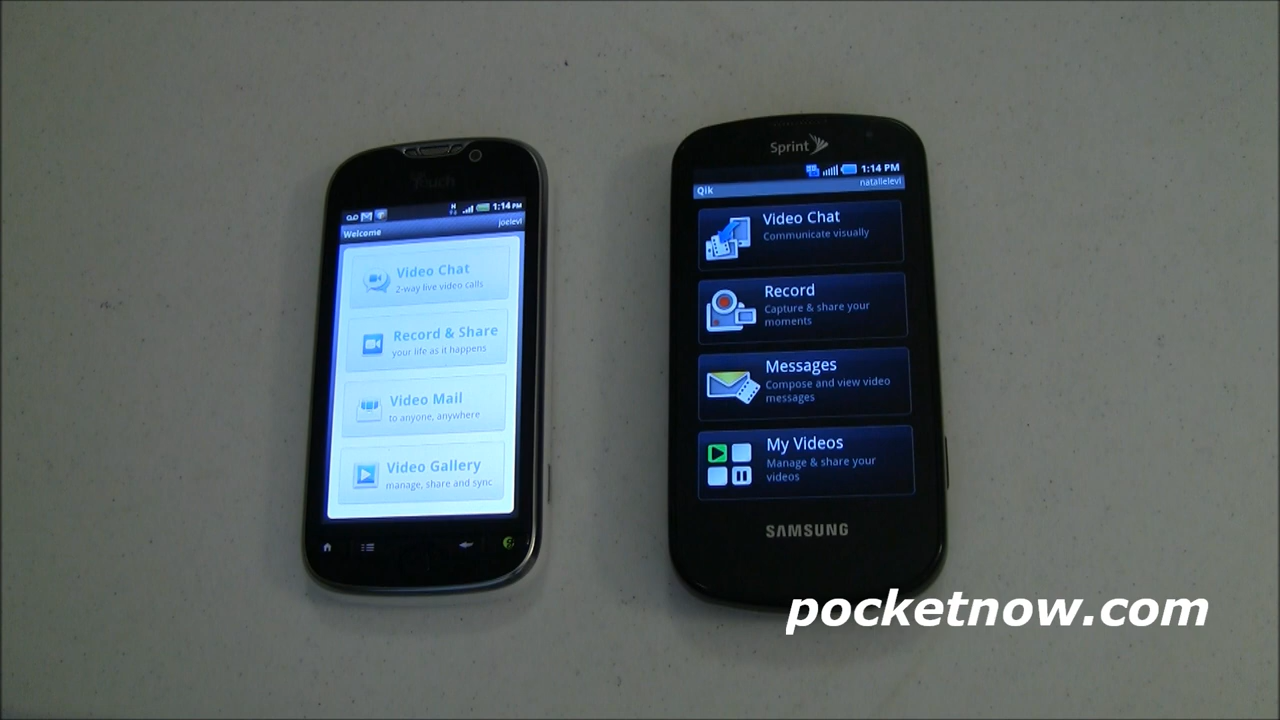 1:14 PM
Welcome
joelevi
Video Chat
2-way live video calls
Record & Share
your life as it happens
Video Mail
to anyone, anywhere
Video Gallery
manage, share and sync
Sprint
1:14 PM
Qik
natalielevi
Video Chat
Communicate visually
Record
Capture & share your
moments
Messages
Compose and view video
messages
My Videos
Manage & share your
videos
SAMSUNG
pocketnow.com